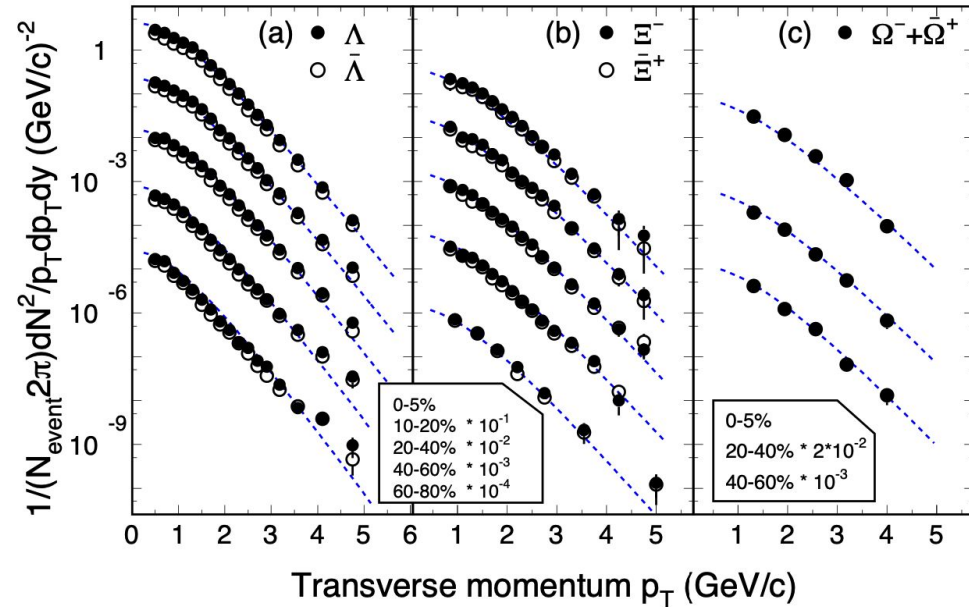 1/(N_event 2π)dN²/p_T dp_T dy (GeV/c)⁻²
1
10⁻³
10⁻⁶
10⁻⁹
(a) ● Λ
○ Λ̄
(b) ● Ξ⁻
○ Ξ̄⁺
(c) ● Ω⁻+Ω̄⁺
0-5%
10-20% * 10⁻¹
20-40% * 10⁻²
40-60% * 10⁻³
60-80% * 10⁻⁴
0-5%
20-40% * 2*10⁻²
40-60% * 10⁻³
0 1 2 3 4 5 6
1 2 3 4 5
1 2 3 4 5
Transverse momentum p_T (GeV/c)